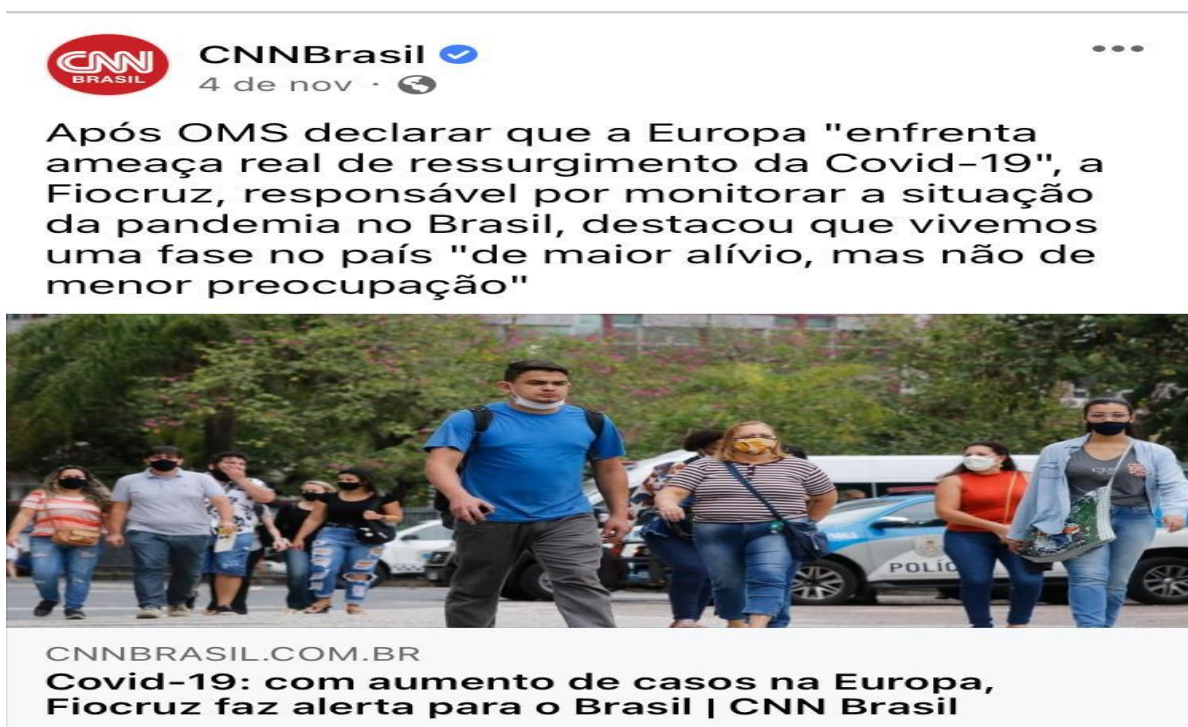 CNN
BRASIL
CNNBrasil
4 de nov ·
Após OMS declarar que a Europa "enfrenta
ameaça real de ressurgimento da Covid-19", a
Fiocruz, responsável por monitorar a situação
da pandemia no Brasil, destacou que vivemos
uma fase no país "de maior alívio, mas não de
menor preocupação"
POLÍC
CNNBRASIL.COM.BR
Covid-19: com aumento de casos na Europa,
Fiocruz faz alerta para o Brasil | CNN Brasil